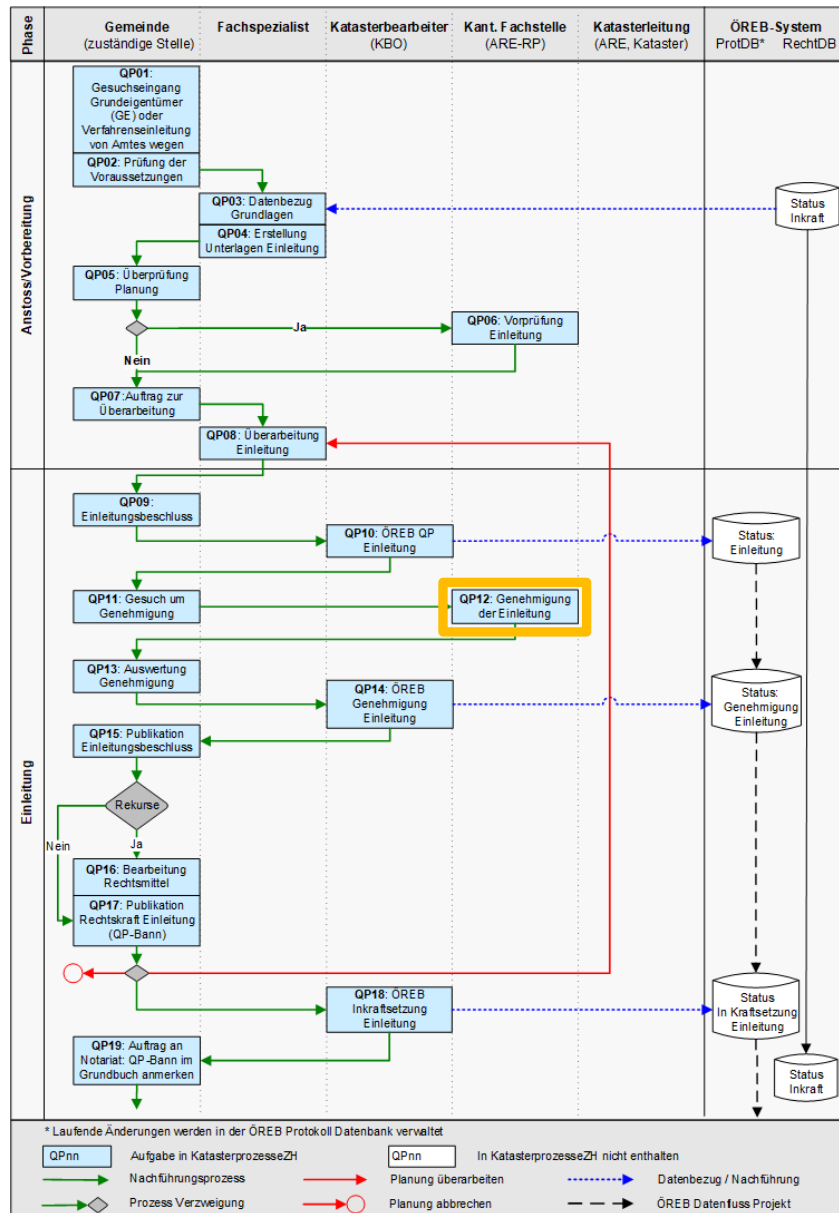 Phase
Gemeinde
(zuständige Stelle)
Fachspezialist
Katasterbearbeiter
(KBO)
Kant. Fachstelle
(ARE-RP)
Katasterleitung
(ARE, Kataster)
ÖREB-System
ProtDB* RechtDB
Anstoss/Vorbereitung
QP01:
Gesuchseingang
Grundeigentümer
(GE) oder
Verfahrenseinleitung
von Amtes wegen
QP02: Prüfung der
Voraussetzungen
QP03: Datenbezug
Grundlagen
Status
Inkraft
QP04: Erstellung
Unterlagen Einleitung
QP05: Überprüfung
Planung
Ja
QP06: Vorprüfung
Einleitung
Nein
QP07:Auftrag zur
Überarbeitung
QP08: Überarbeitung
Einleitung
Einleitung
QP09:
Einleitungsbeschluss
QP10: ÖREB QP
Einleitung
Status:
Einleitung
QP11: Gesuch um
Genehmigung
QP12: Genehmigung
der Einleitung
QP13: Auswertung
Genehmigung
QP14: ÖREB
Genehmigung
Einleitung
Status:
Genehmigung
Einleitung
QP15: Publikation
Einleitungsbeschluss
Rekurse
Nein
Ja
QP16: Bearbeitung
Rechtsmittel
QP17: Publikation
Rechtskraft Einleitung
(QP-Bann)
QP18: ÖREB
Inkraftsetzung
Einleitung
Status
In Kraftsetzung
Einleitung
QP19: Auftrag an
Notariat: QP-Bann im
Grundbuch anmerken
Status
Inkraft
* Laufende Änderungen werden in der ÖREB Protokoll Datenbank verwaltet
QPnn Aufgabe in KatasterprozesseZH
QPnn In KatasterprozesseZH nicht enthalten
Nachführungsprozess
Planung überarbeiten
Datenbezug / Nachführung
Prozess Verzweigung
Planung abbrechen
ÖREB Datenfluss Projekt